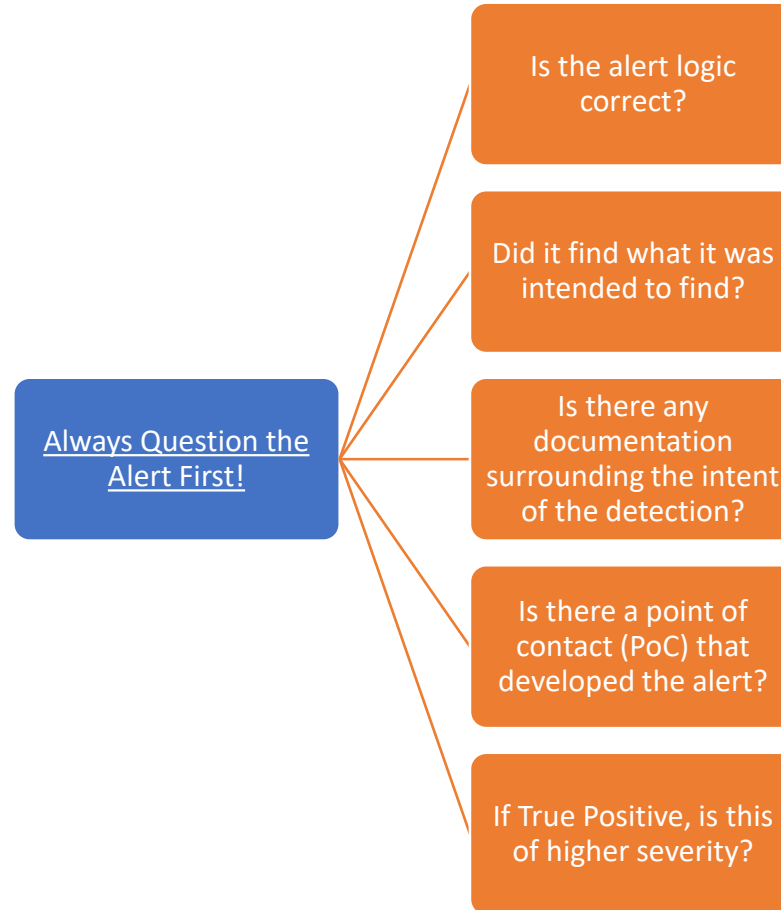 Always Question the
Alert First!
Is the alert logic
correct?
Did it find what it was
intended to find?
Is there any
documentation
surrounding the intent
of the detection?
Is there a point of
contact (PoC) that
developed the alert?
If True Positive, is this
of higher severity?